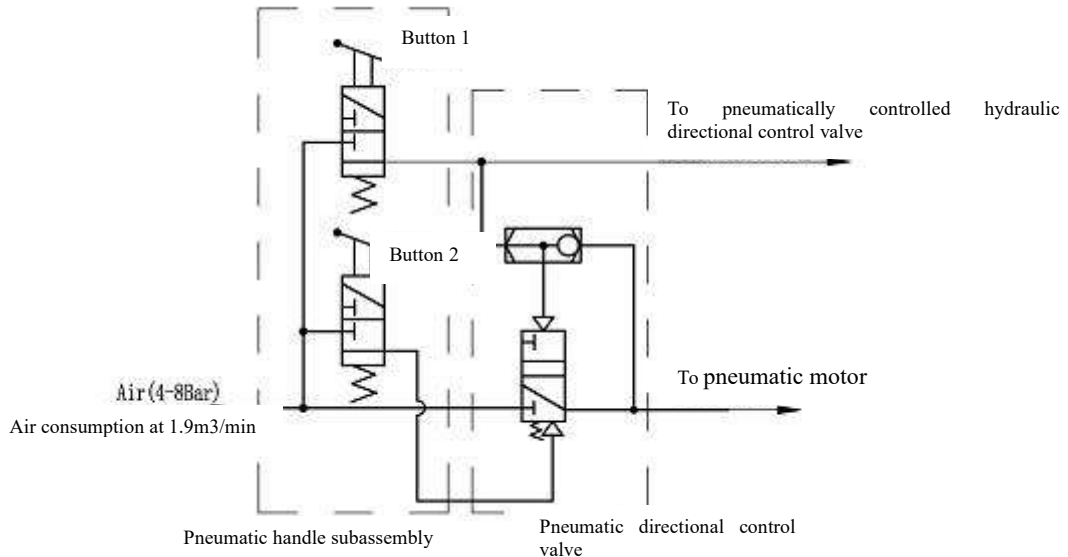 Button 1
To pneumatically controlled hydraulic
directional control valve
Button 2
To pneumatic motor
Air(4-8Bar)
Air consumption at 1.9m3/min
Pneumatic handle subassembly
Pneumatic directional control
valve